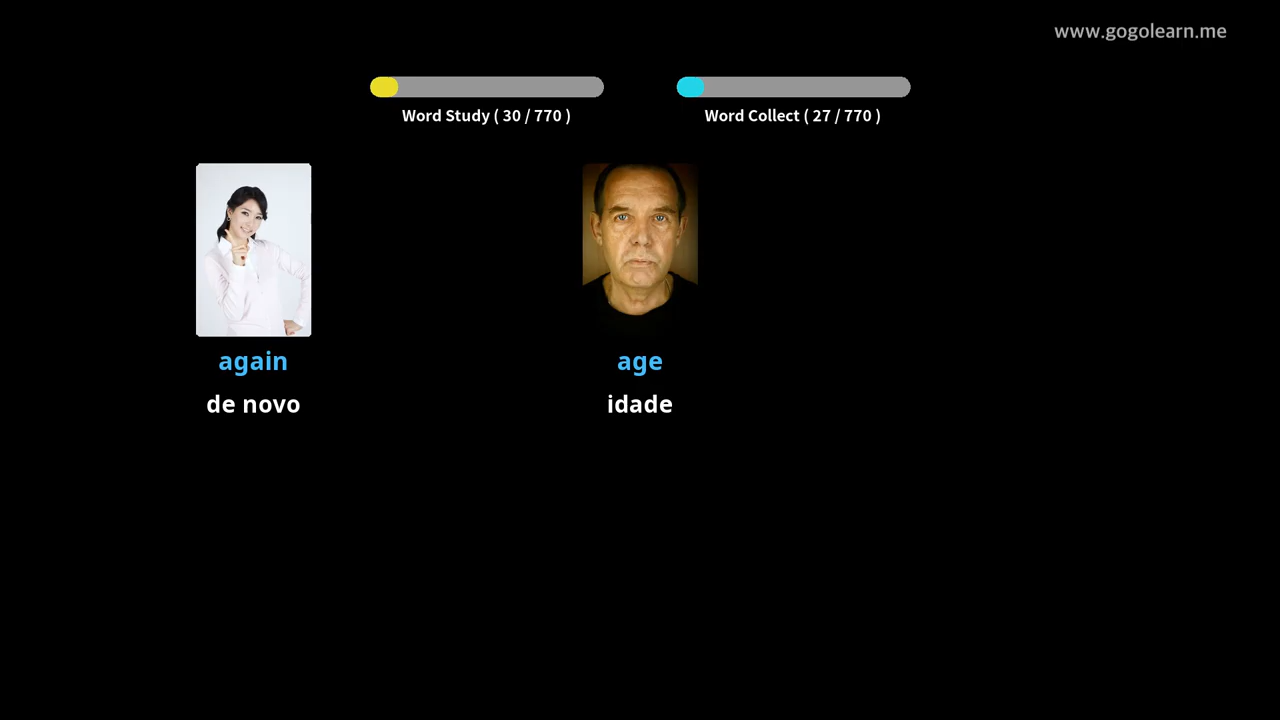 www.gogolearn.me
Word Study ( 30 / 770 )
Word Collect ( 27 / 770 )
again
age
de novo
idade